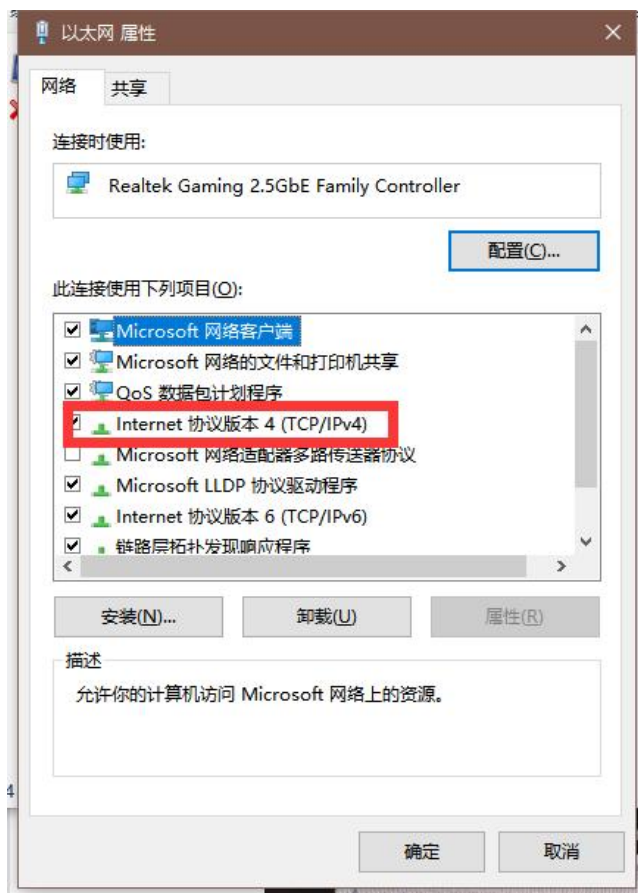 以太网 属性
网络
共享
连接时使用:
Realtek Gaming 2.5GbE Family Controller
配置(C)...
此连接使用下列项目(O):
Microsoft 网络客户端
Microsoft 网络的文件和打印机共享
QoS 数据包计划程序
Internet 协议版本 4 (TCP/IPv4)
Microsoft 网络适配器多路传送器协议
Microsoft LLDP 协议驱动程序
Internet 协议版本 6 (TCP/IPv6)
链路层拓扑发现响应程序
安装(N)...
卸载(U)
属性(R)
描述
允许你的计算机访问 Microsoft 网络上的资源。
4
确定
取消